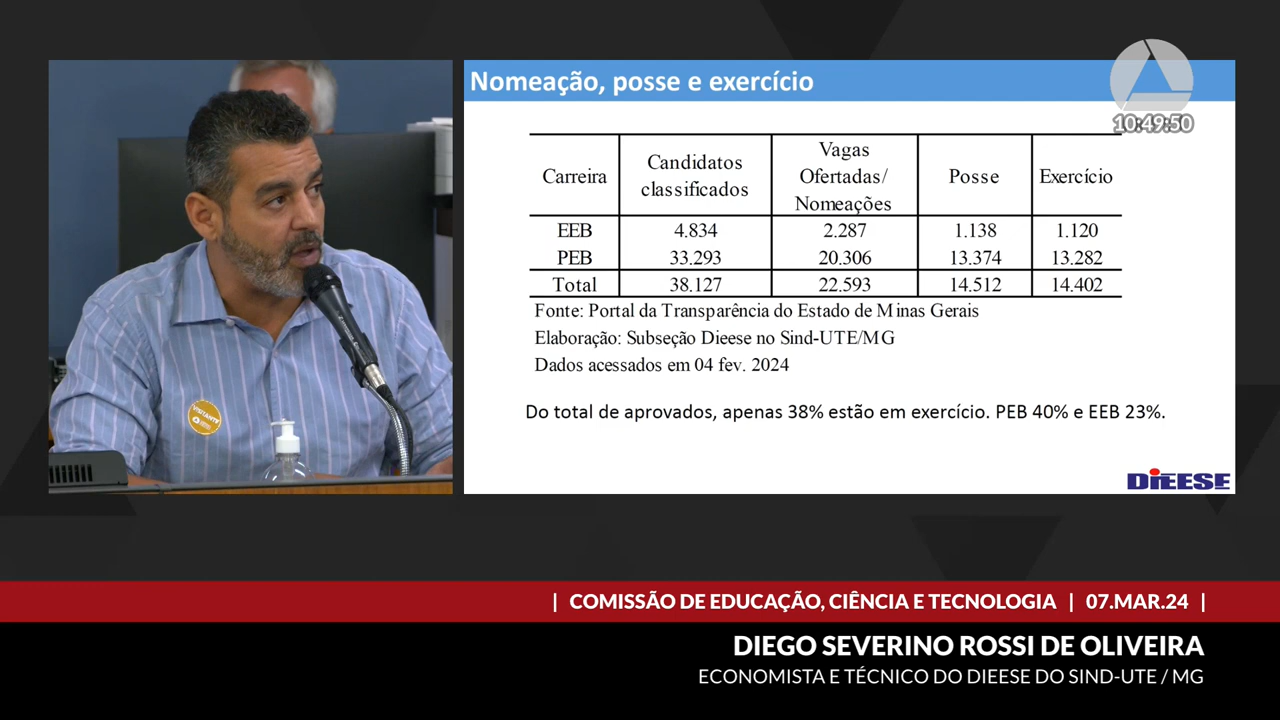 Nomeação, posse e exercício
10:49:50
Carreira Candidatos classificados Vagas Ofertadas/ Nomeações Posse Exercício
EEB 4.834 2.287 1.138 1.120
PEB 33.293 20.306 13.374 13.282
Total 38.127 22.593 14.512 14.402
Fonte: Portal da Transparência do Estado de Minas Gerais
Elaboração: Subseção Dieese no Sind-UTE/MG
Dados acessados em 04 fev. 2024
Do total de aprovados, apenas 38% estão em exercício. PEB 40% e EEB 23%.
DIEESE
VISITANTE
| COMISSÃO DE EDUCAÇÃO, CIÊNCIA E TECNOLOGIA | 07.MAR.24 |
DIEGO SEVERINO ROSSI DE OLIVEIRA
ECONOMISTA E TÉCNICO DO DIEESE DO SIND-UTE / MG